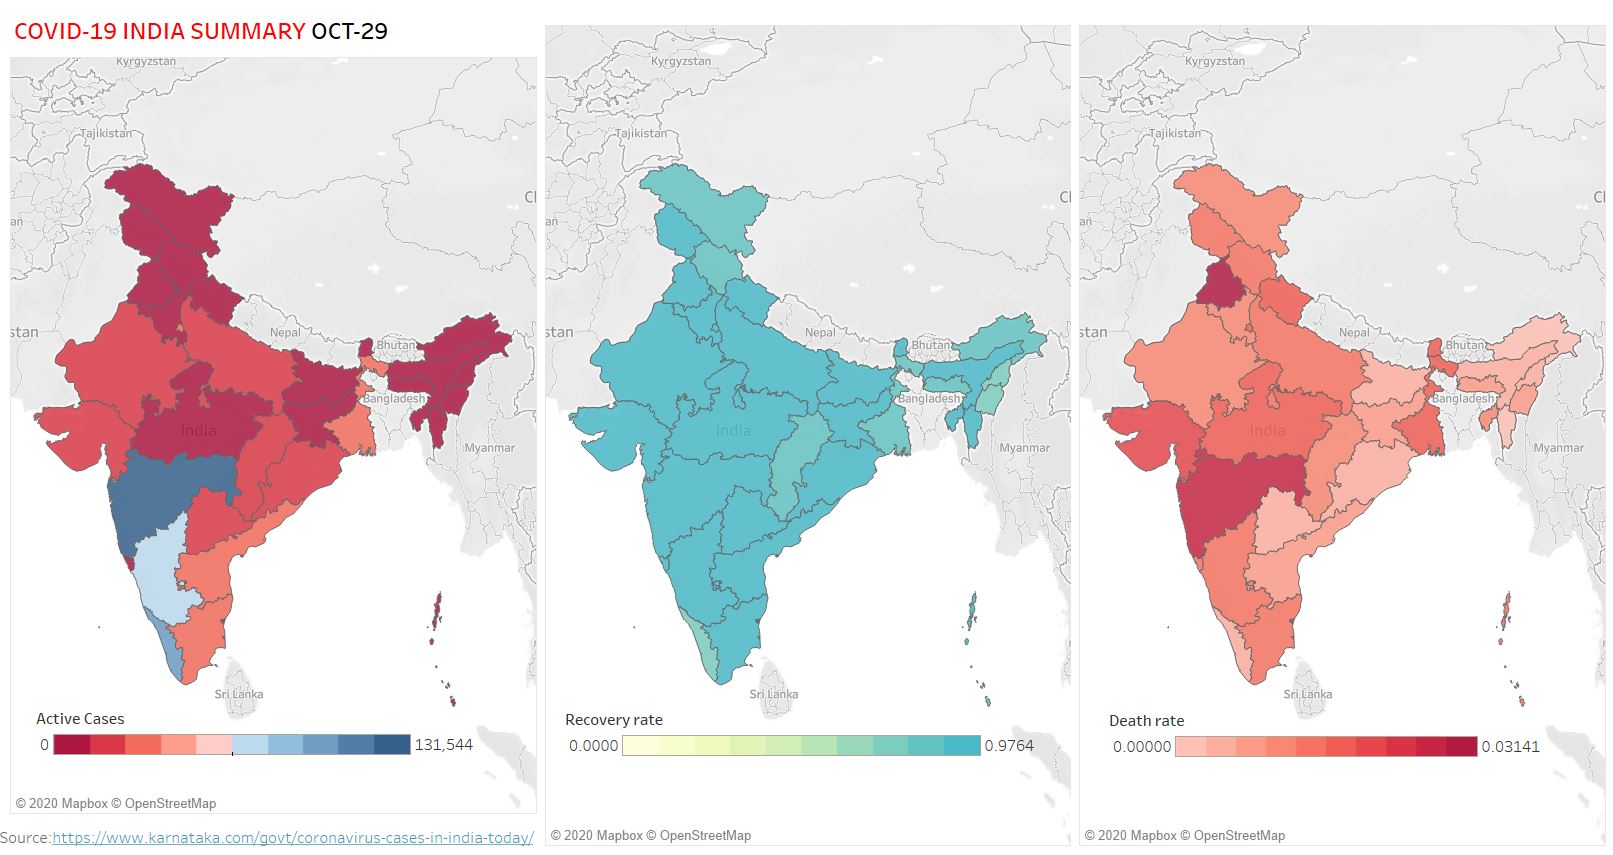 COVID-19 INDIA SUMMARY OCT-29
Kyrgyzstan
Tajikistan
Cl
an
stan
Nepal
Bhutan
Bangladesh
India
Myanmar
Sri Lanka
Active Cases
0 131,544
© 2020 Mapbox © OpenStreetMap
Source:https://www.karnataka.com/govt/coronavirus-cases-in-india-today/
Kyrgyzstan
Tajikistan
Cl
an
stan
Nepal
Bhutan
Bangladesh
India
Myanmar
Sri Lanka
Recovery rate
0.0000 0.9764
© 2020 Mapbox © OpenStreetMap
Kyrgyzstan
Tajikistan
Cl
an
stan
Nepal
Bhutan
Bangladesh
India
Myanmar
Sri Lanka
Death rate
0.00000 0.03141
© 2020 Mapbox © OpenStreetMap